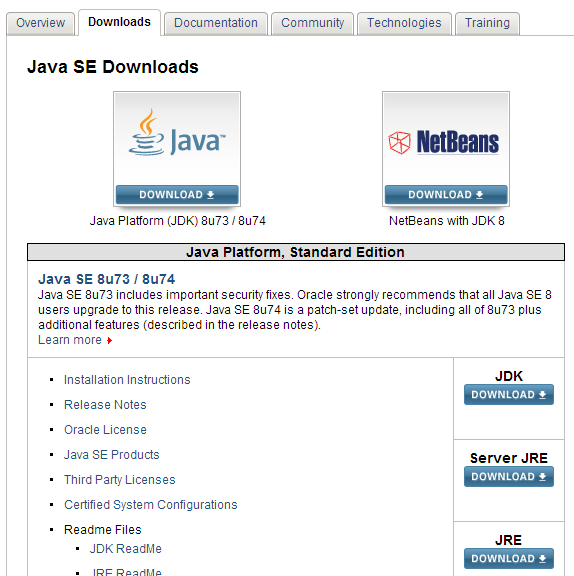 Overview Downloads Documentation Community Technologies Training
Java SE Downloads
Java™
DOWNLOAD
Java Platform (JDK) 8u73 / 8u74
NetBeans
DOWNLOAD
NetBeans with JDK 8
Java Platform, Standard Edition
Java SE 8u73 / 8u74
Java SE 8u73 includes important security fixes. Oracle strongly recommends that all Java SE 8
users upgrade to this release. Java SE 8u74 is a patch-set update, including all of 8u73 plus
additional features (described in the release notes).
Learn more
Installation Instructions
Release Notes
Oracle License
Java SE Products
Third Party Licenses
Certified System Configurations
Readme Files
JDK ReadMe
JRE ReadMe
JDK
DOWNLOAD
Server JRE
DOWNLOAD
JRE
DOWNLOAD